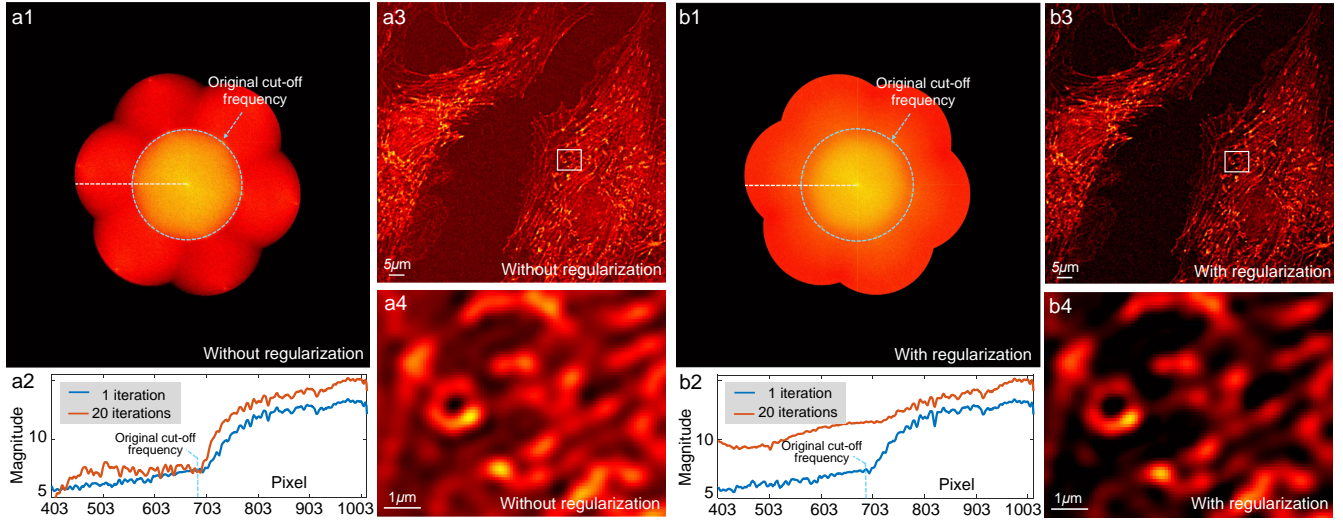 a1
Original cut-off
frequency
Without regularization
a3
5μm
Without regularization
b1
Original cut-off
frequency
With regularization
b3
5μm
With regularization
a2
1 iteration
20 iterations
Magnitude
10
5
Original cut-off
frequency
Pixel
403 503 603 703 803 903 1003
a4
1μm
Without regularization
b2
1 iteration
20 iterations
Magnitude
10
5
Original cut-off
frequency
Pixel
403 503 603 703 803 903 1003
b4
1μm
With regularization